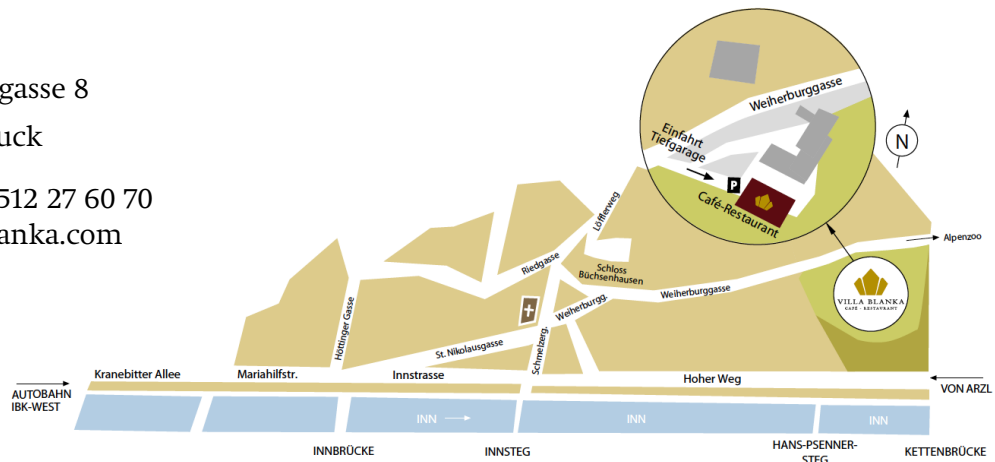 gasse 8
uck
512 27 60 70
anka.com
Weiherburggasse
Einfahrt
Tiefgarage
P
Café-Restaurant
N
Alpenzoo
Löfflerweg
Riedgasse
Schloss
Büchsenhausen
Weiherburggasse
VILLA BLANKA
CAFÉ - RESTAURANT
Weiherburgg.
Höttinger Gasse
St. Nikolausgasse
Schmelzerg.
Kranebitter Allee
Mariahilfstr.
Innstrasse
Hoher Weg
AUTOBAHN
IBK-WEST
VON ARZL
INN
INN
INN
INNBRÜCKE
INNSTEG
HANS-PSENNER-
STEG
KETTENBRÜCKE